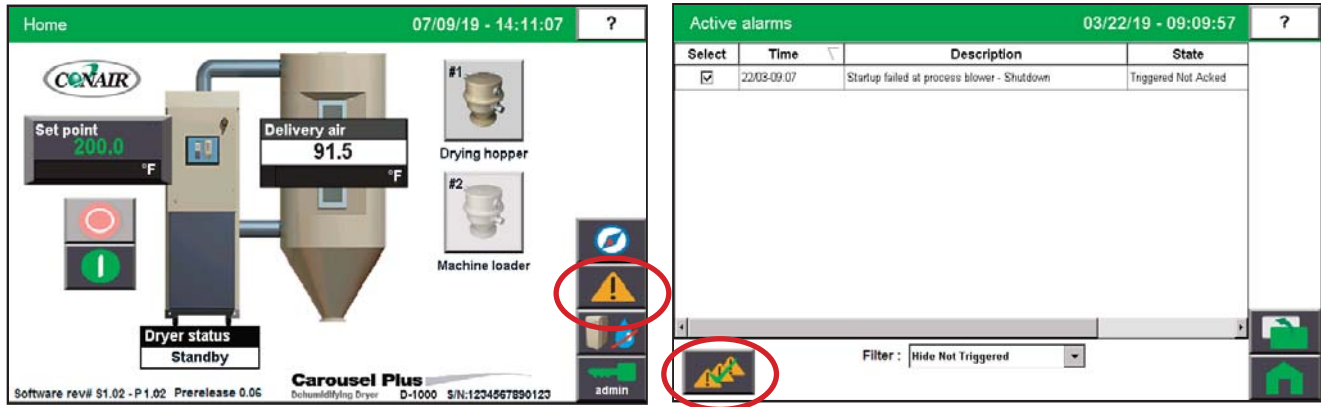 Home 07/09/19 - 14:11:07 ?
CONAIR
Set point
200.0
°F
Delivery air
91.5
°F
#1
Drying hopper
#2
Machine loader
Dryer status
Standby
Software rev# S1.02 - P1.02 Prerelease 0.06
Carousel Plus
Dehumidifying Dryer D-1000 S/N:1234567890123
admin
Active alarms 03/22/19 - 09:09:57 ?
Select Time Description State
22/03-09:07 Startup failed at process blower - Shutdown Triggered Not Acked
Filter : Hide Not Triggered